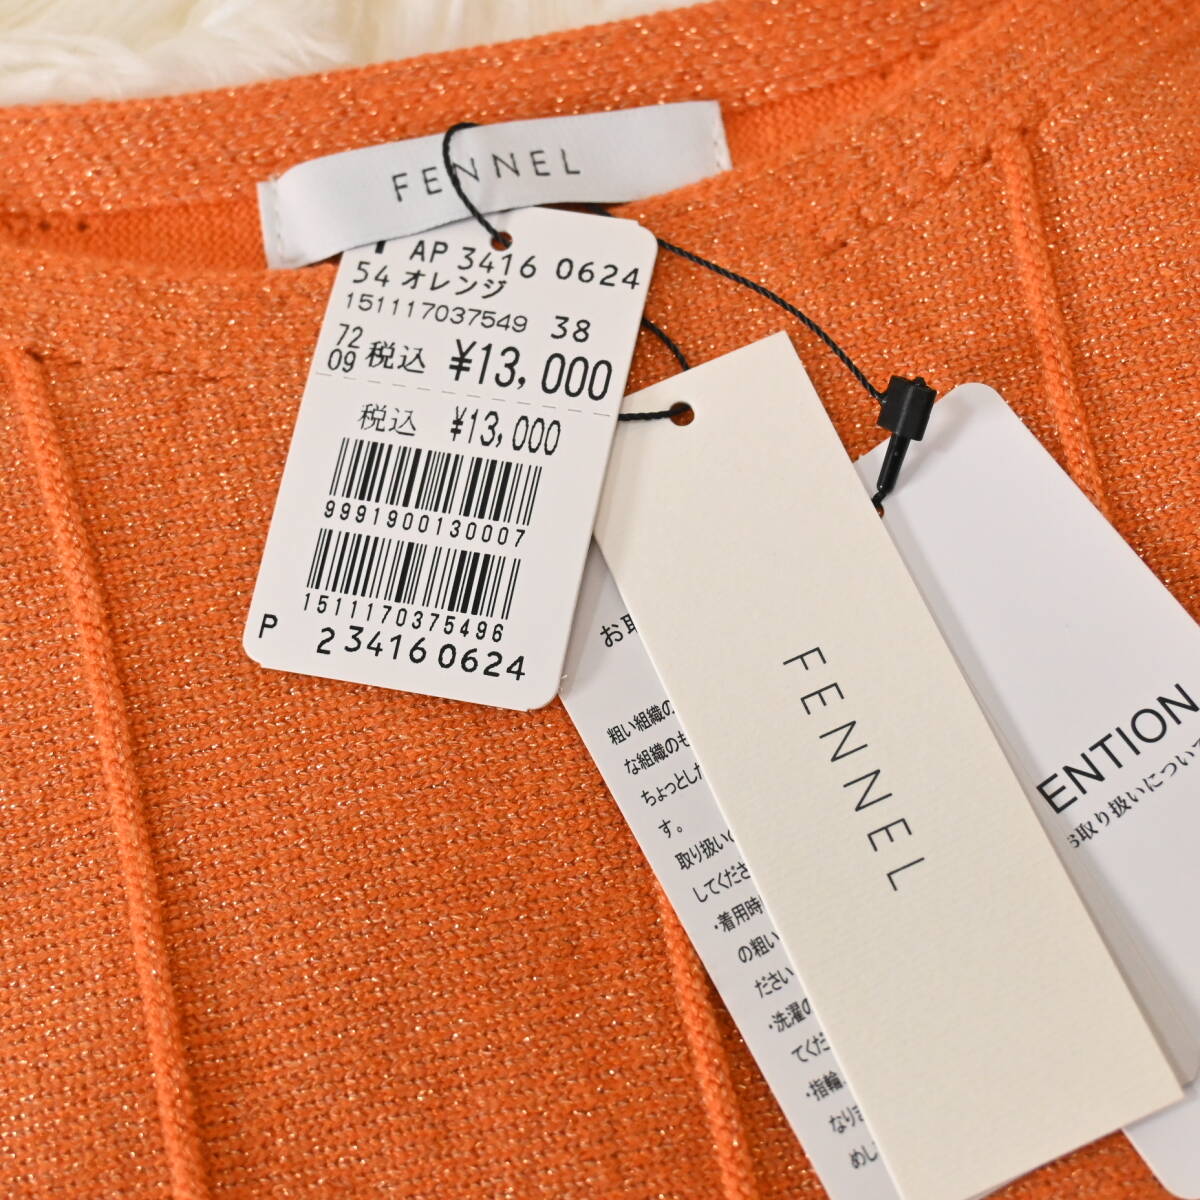 FENNEL
AP 3416 0624
54 オレンジ
151117037549 38
72
09 税込 ¥13,000
税込 ¥13,000
9991900130007
1511170375496
P 2 3416 0624
FENNEL
粗い組織の
な組織のも
ちょっとした
す。
取り扱い
してくださ
・着用時
の粗い
ださい
・洗濯の
てくだ
・指輪
なり
めし
ENTION
お取り扱いについて